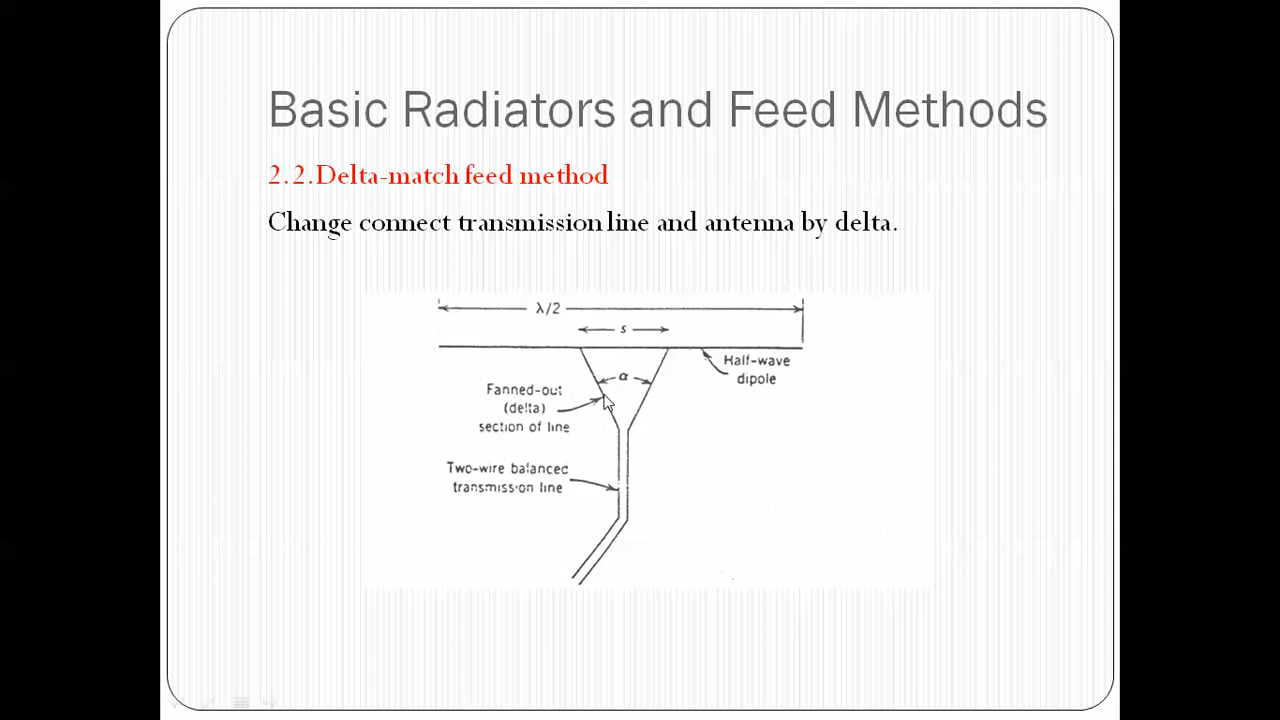 Basic Radiators and Feed Methods
2.2.Delta-match feed method
Change connect transmission line and antenna by delta.
λ/2
s
Half-wave
dipole
α
Fanned-out
(delta)
section of line
Two-wire balanced
transmission line